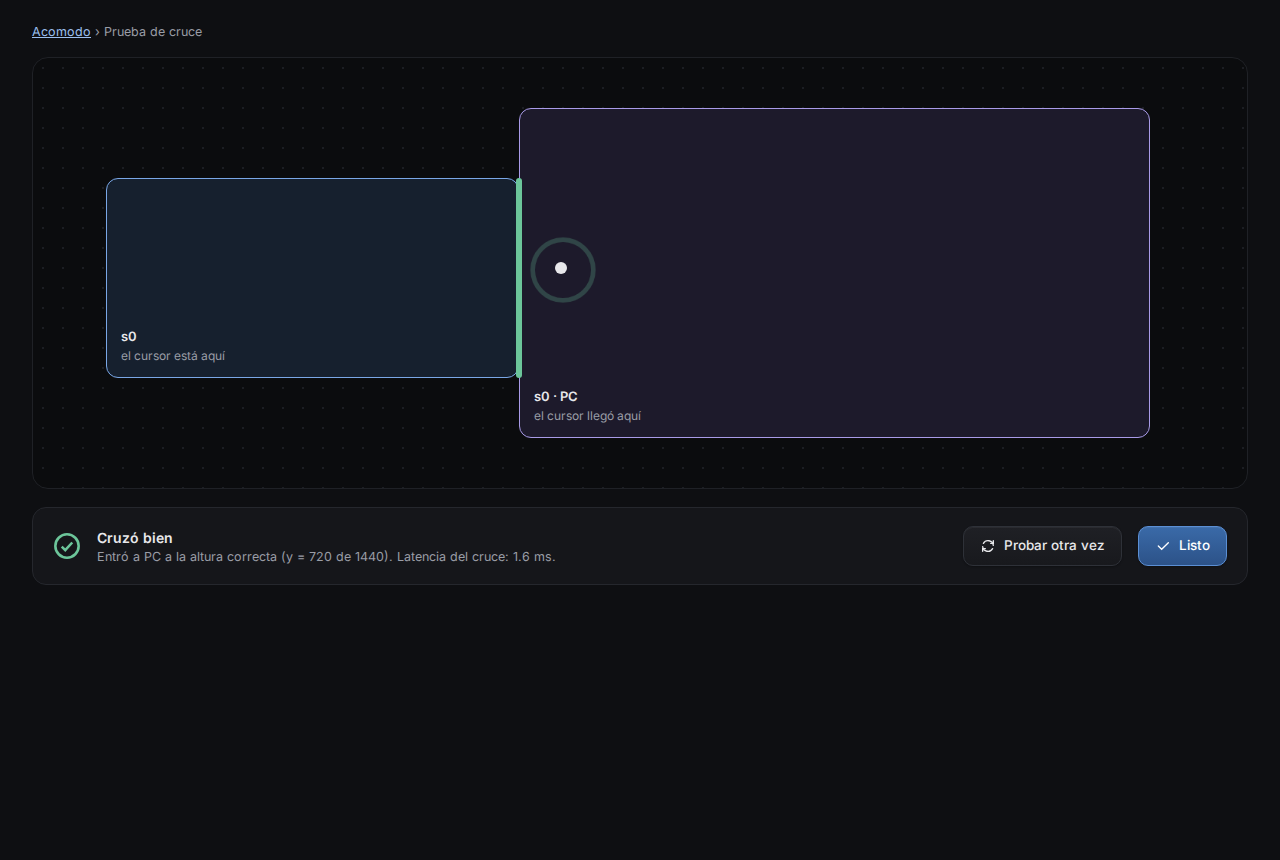 Acomodo › Prueba de cruce
s0
el cursor está aquí
s0 · PC
el cursor llegó aquí
Cruzó bien
Entró a PC a la altura correcta (y = 720 de 1440). Latencia del cruce: 1.6 ms.
Probar otra vez
Listo